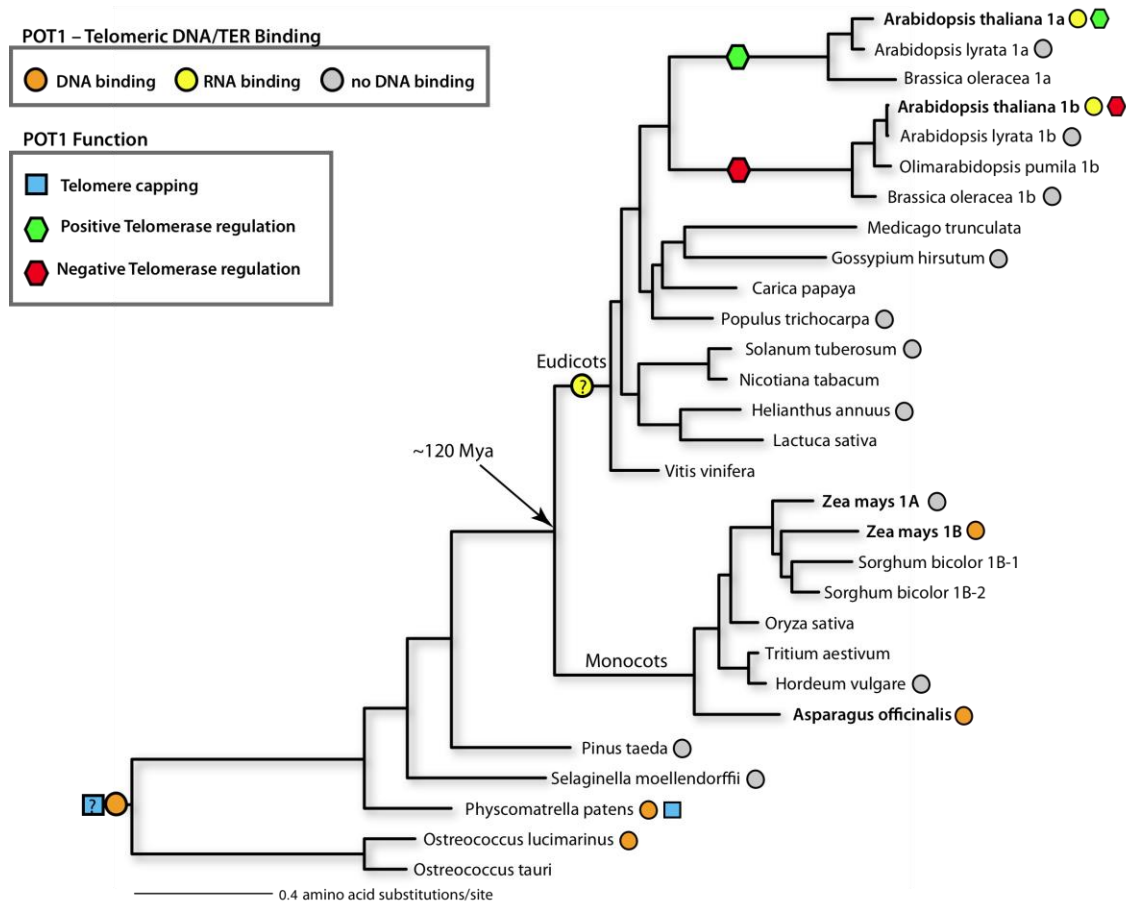 POT1 – Telomeric DNA/TER Binding
DNA binding
RNA binding
no DNA binding
POT1 Function
Telomere capping
Positive Telomerase regulation
Negative Telomerase regulation
Arabidopsis thaliana 1a
Arabidopsis lyrata 1a
Brassica oleracea 1a
Arabidopsis thaliana 1b
Arabidopsis lyrata 1b
Olimarabidopsis pumila 1b
Brassica oleracea 1b
Medicago trunculata
Gossypium hirsutum
Carica papaya
Populus trichocarpa
Solanum tuberosum
Eudicots
Nicotiana tabacum
?
Helianthus annuus
Lactuca sativa
~120 Mya
Vitis vinifera
Zea mays 1A
Zea mays 1B
Sorghum bicolor 1B-1
Sorghum bicolor 1B-2
Oryza sativa
Tritium aestivum
Monocots
Hordeum vulgare
Asparagus officinalis
Pinus taeda
Selaginella moellendorffii
?
Physcomatrella patens
Ostreococcus lucimarinus
Ostreococcus tauri
0.4 amino acid substitutions/site